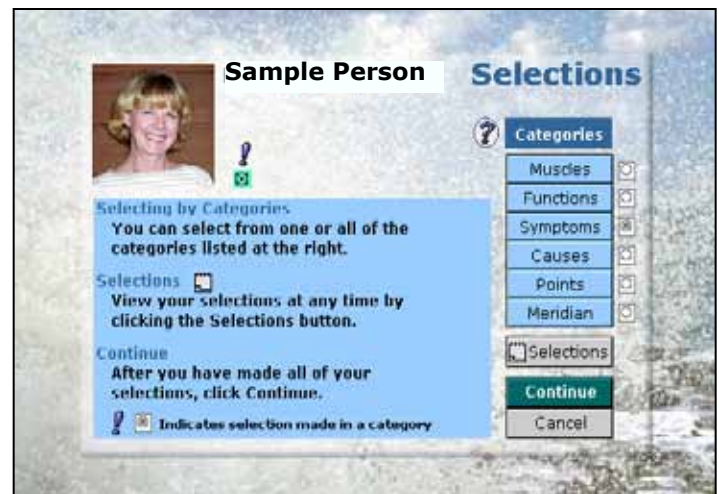 Sample Person
Selections
Categories
Muscles
Functions
Symptoms
Causes
Points
Meridian
Selections
Continue
Cancel
Selecting by Categories
You can select from one or all of the
categories listed at the right.
Selections
View your selections at any time by
clicking the Selections button.
Continue
After you have made all of your
selections, click Continue.
Indicates selection made in a category